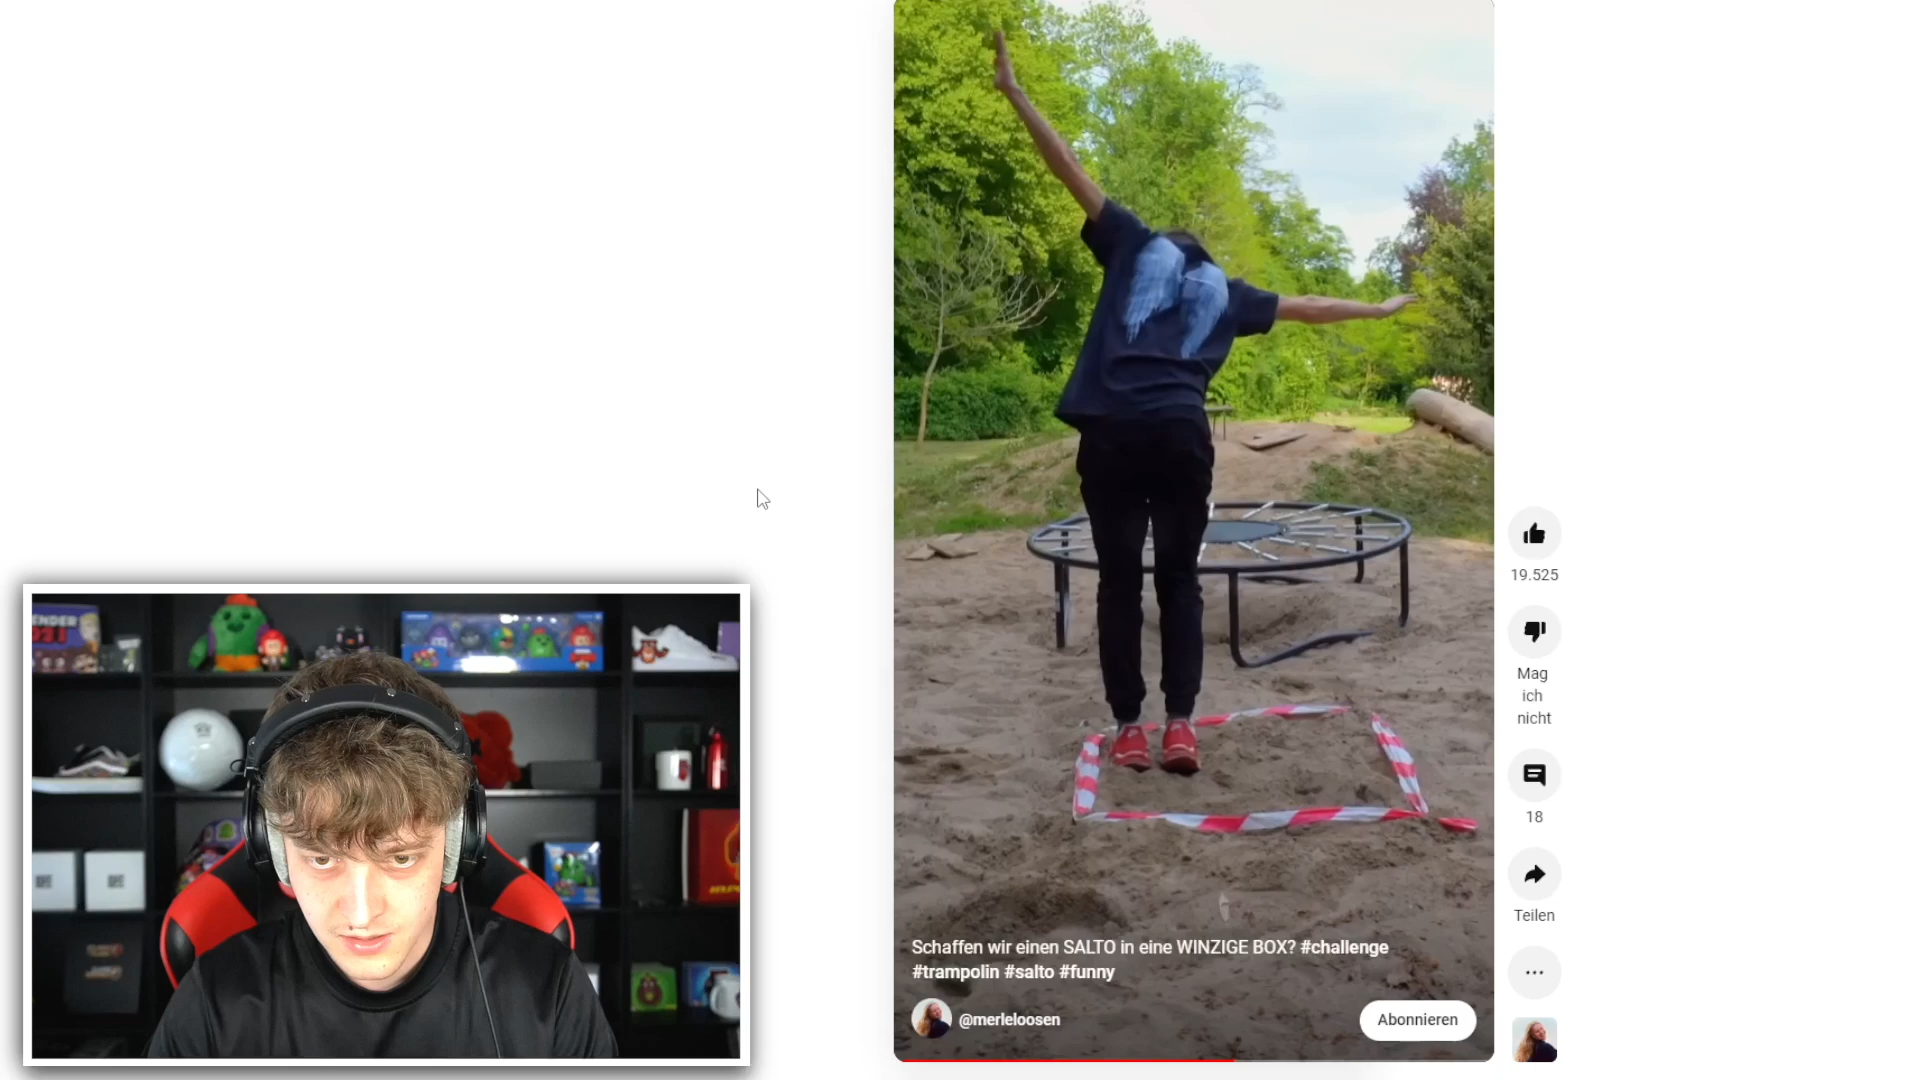 ENDER
19.525
Mag
ich
nicht
18
Teilen
Schaffen wir einen SALTO in eine WINZIGE BOX? #challenge
#trampolin #salto #funny
@merleloosen
Abonnieren